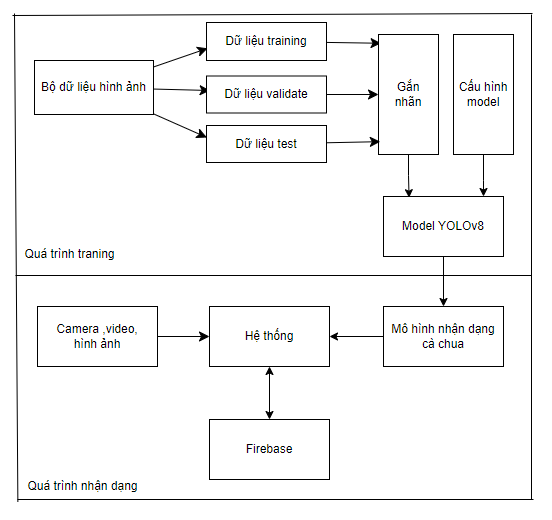 Dữ liệu training
Bộ dữ liệu hình ảnh
Dữ liệu validate
Dữ liệu test
Gắn
nhãn
Cấu hình
model
Model YOLOv8
Quá trình traning
Camera ,video,
hình ảnh
Hệ thống
Mô hình nhận dạng
cà chua
Firebase
Quá trình nhận dạng